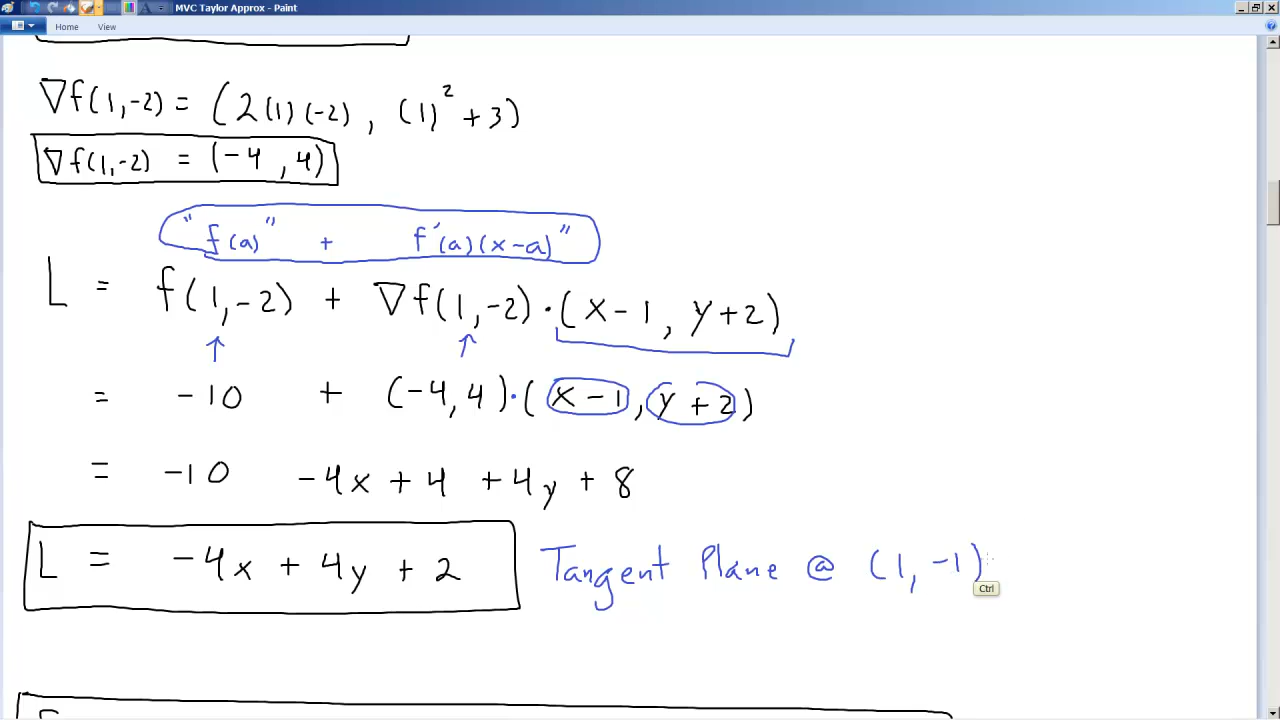 MVC Taylor Approx - Paint
Home View
∇f(1,-2) = (2(1)(-2), (1)² + 3)
∇f(1,-2) = (-4, 4)
"f(a)" + f'(a)(x-a)"
L = f(1,-2) + ∇f(1,-2)·(x-1, y+2)
= -10 + (-4,4)·(x-1, y+2)
= -10 -4x + 4 + 4y + 8
L = -4x + 4y + 2 Tangent Plane @ (1, -1)
Ctrl